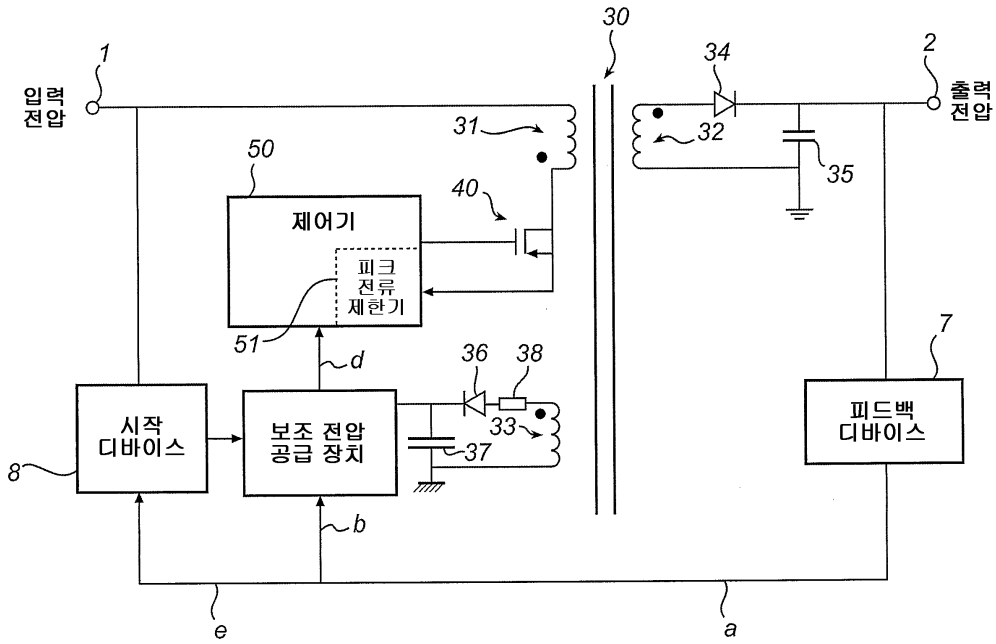 30
1
34
2
입력
전압
출력
전압
31
32
35
50
40
제어기
피크
전류
제한기
51
d
36
38
7
시작
디바이스
보조 전압
공급 장치
33
37
피드백
디바이스
8
b
e
a